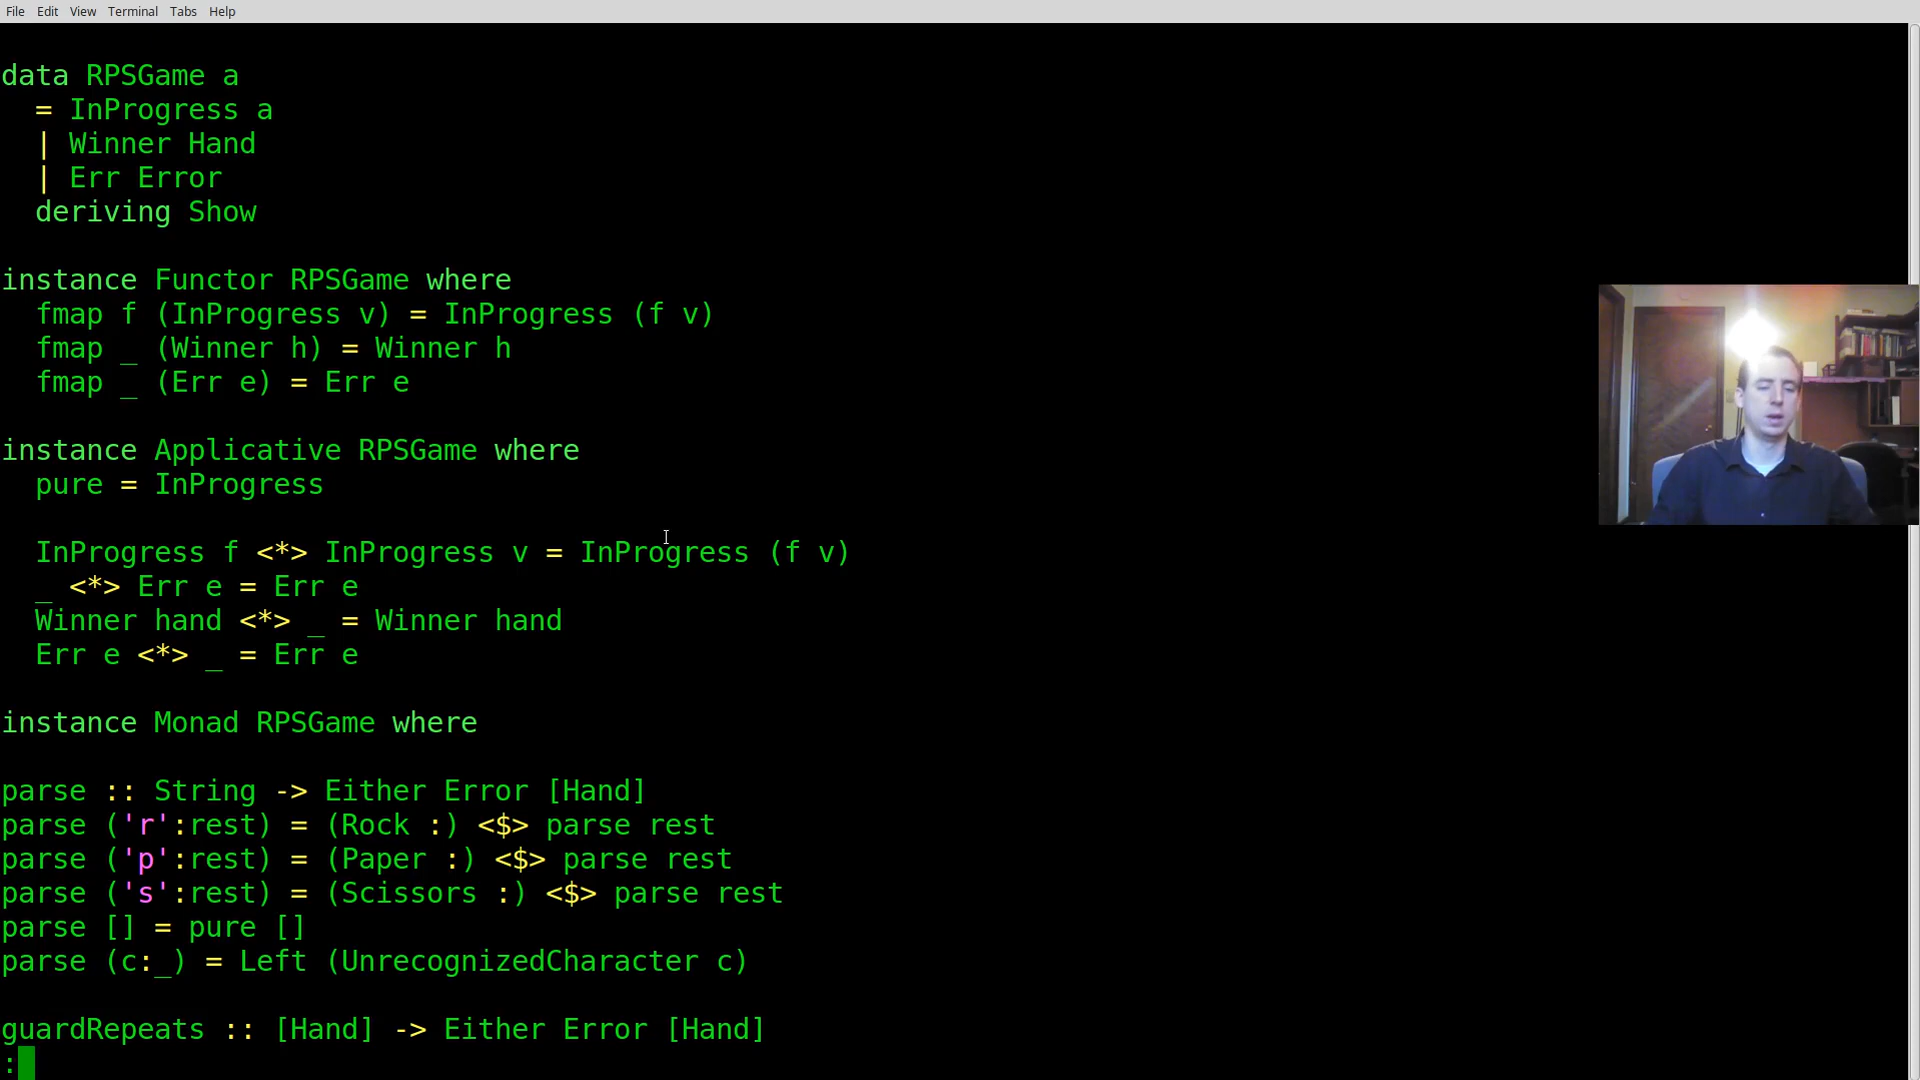 File Edit View Terminal Tabs Help
data RPSGame a
  = InProgress a
  | Winner Hand
  | Err Error
  deriving Show
instance Functor RPSGame where
  fmap f (InProgress v) = InProgress (f v)
  fmap _ (Winner h) = Winner h
  fmap _ (Err e) = Err e
instance Applicative RPSGame where
  pure = InProgress
  InProgress f <*> InProgress v = InProgress (f v)
  _ <*> Err e = Err e
  Winner hand <*> _ = Winner hand
  Err e <*> _ = Err e
instance Monad RPSGame where
parse :: String -> Either Error [Hand]
parse ('r':rest) = (Rock :) <$> parse rest
parse ('p':rest) = (Paper :) <$> parse rest
parse ('s':rest) = (Scissors :) <$> parse rest
parse [] = pure []
parse (c:_) = Left (UnrecognizedCharacter c)
guardRepeats :: [Hand] -> Either Error [Hand]
: